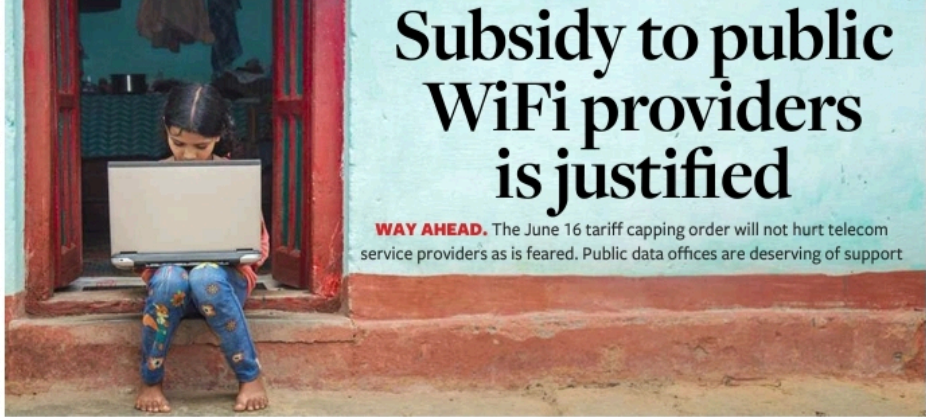 Subsidy to public
WiFi providers
is justified
WAY AHEAD. The June 16 tariff capping order will not hurt telecom
service providers as is feared. Public data offices are deserving of support